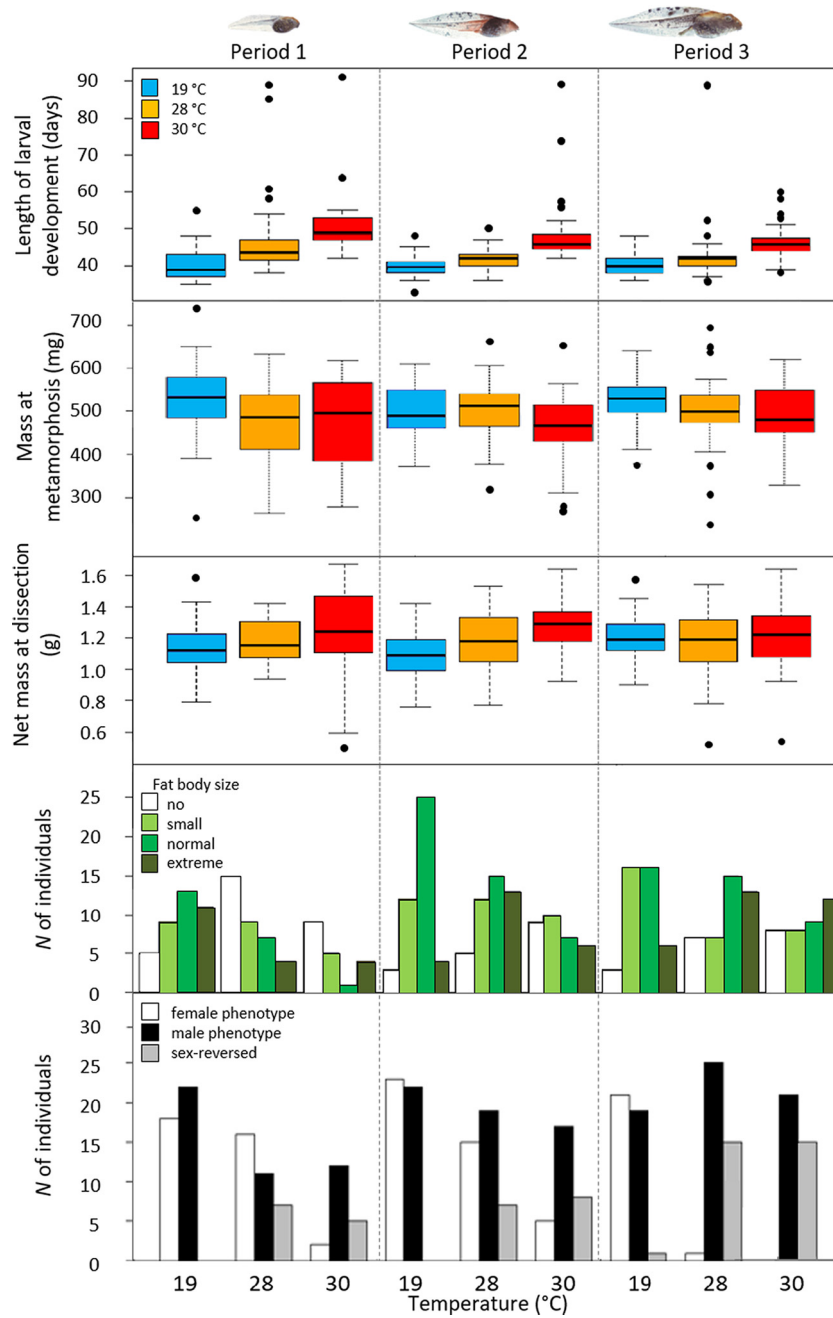 Period 1 Period 2 Period 3
Length of larval
development (days)
90
80
70
60
50
40
19 °C
28 °C
30 °C
Mass at
metamorphosis (mg)
700
600
500
400
300
Net mass at dissection
(g)
1.6
1.4
1.2
1.0
0.8
0.6
N of individuals
25
20
15
10
5
0
Fat body size
no
small
normal
extreme
N of individuals
30
25
20
15
10
5
0
female phenotype
male phenotype
sex-reversed
19 28 30 19 28 30 19 28 30
Temperature (°C)